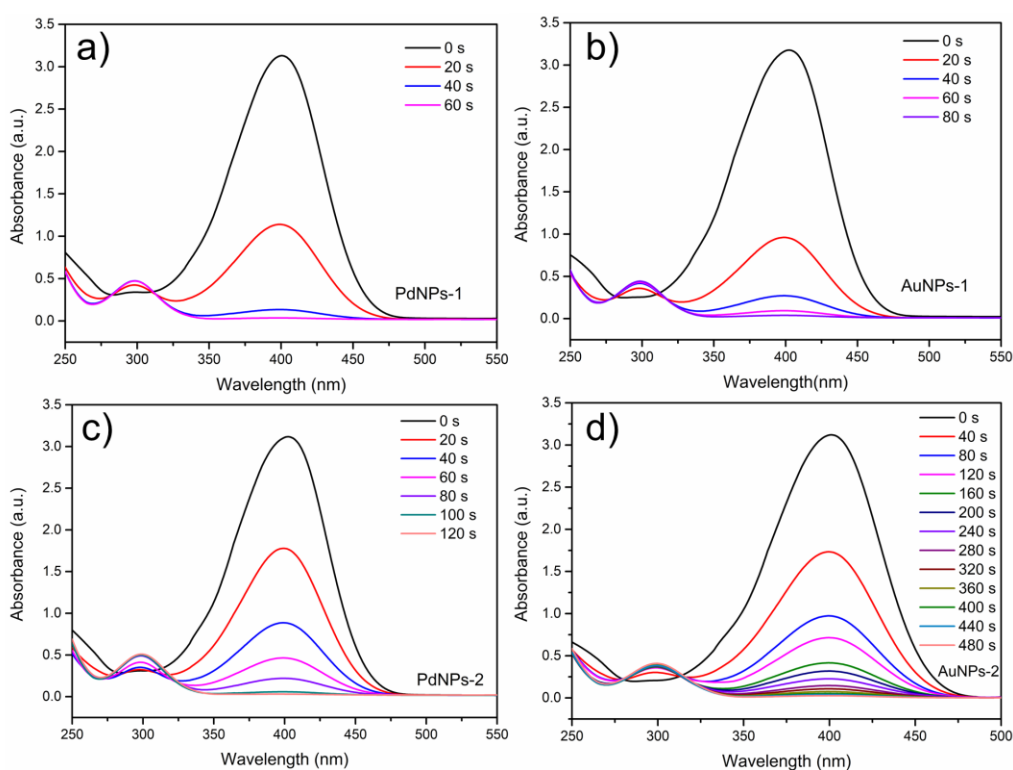 a)
0 s
20 s
40 s
60 s
PdNPs-1
Absorbance (a.u.)
3.5
3.0
2.5
2.0
1.5
1.0
0.5
0.0
250 300 350 400 450 500 550
Wavelength (nm)
b)
0 s
20 s
40 s
60 s
80 s
AuNPs-1
Absorbance (a.u.)
3.5
3.0
2.5
2.0
1.5
1.0
0.5
0.0
250 300 350 400 450 500 550
Wavelength(nm)
c)
0 s
20 s
40 s
60 s
80 s
100 s
120 s
PdNPs-2
Absorbance (a.u.)
3.5
3.0
2.5
2.0
1.5
1.0
0.5
0.0
250 300 350 400 450 500 550
Wavelength (nm)
d)
0 s
40 s
80 s
120 s
160 s
200 s
240 s
280 s
320 s
360 s
400 s
440 s
480 s
AuNPs-2
Absorbance (a.u.)
3.5
3.0
2.5
2.0
1.5
1.0
0.5
0.0
250 300 350 400 450 500
Wavelength (nm)